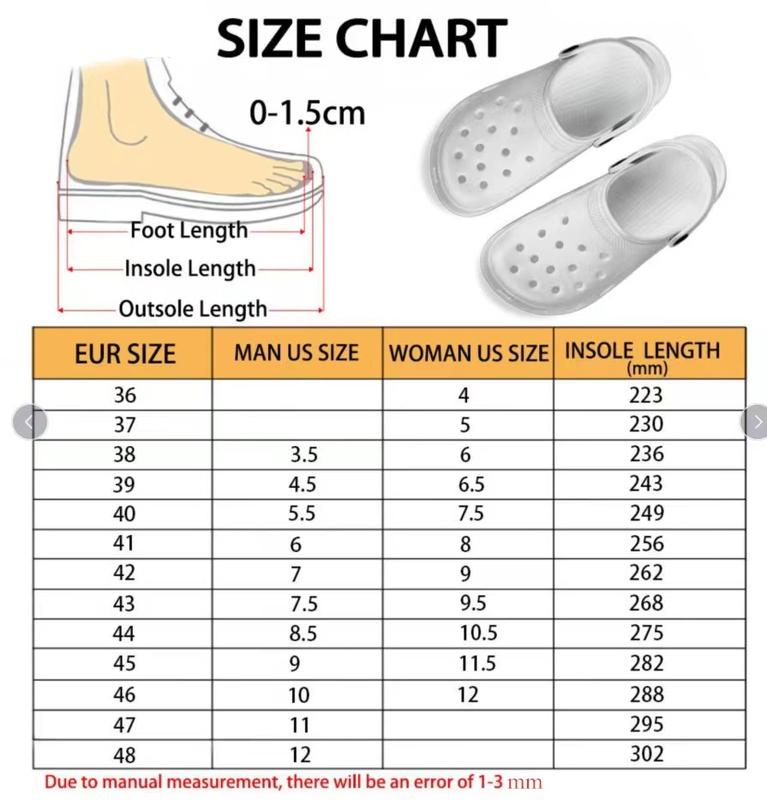 SIZE CHART
0-1.5cm
Foot Length
Insole Length
Outsole Length
EUR SIZE MAN US SIZE WOMAN US SIZE INSOLE LENGTH (mm)
36 4 223
37 5 230
38 3.5 6 236
39 4.5 6.5 243
40 5.5 7.5 249
41 6 8 256
42 7 9 262
43 7.5 9.5 268
44 8.5 10.5 275
45 9 11.5 282
46 10 12 288
47 11 295
48 12 302
Due to manual measurement, there will be an error of 1-3 mm